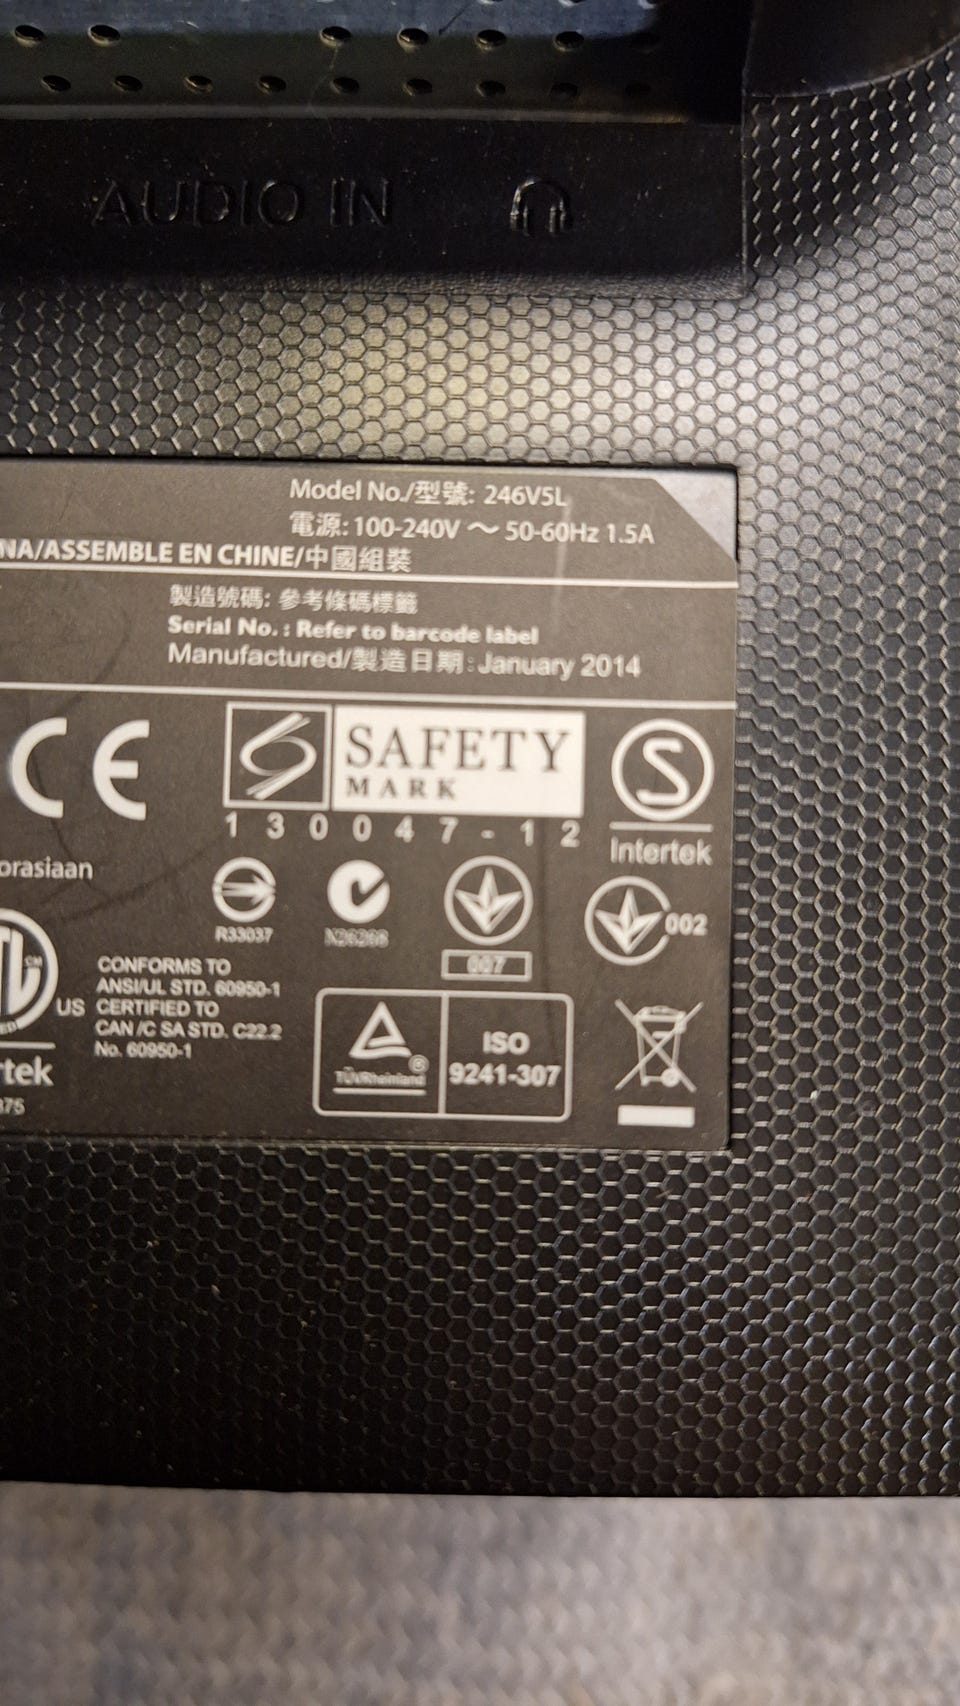 AUDIO IN
Model No./型號: 246V5L
電源: 100-240V ～ 50-60Hz 1.5A
NA/ASSEMBLE EN CHINE/中國組裝
製造號碼: 參考條碼標籤
Serial No. : Refer to barcode label
Manufactured/製造日期: January 2014
CE
SAFETY
MARK
130047-12
S
Intertek
orasiaan
R33037
002
007
CONFORMS TO
ANSI/UL STD. 60950-1
US CERTIFIED TO
CAN /C SA STD. C22.2
No. 60950-1
rtek
375
TÜVRheinland ®
ISO
9241-307